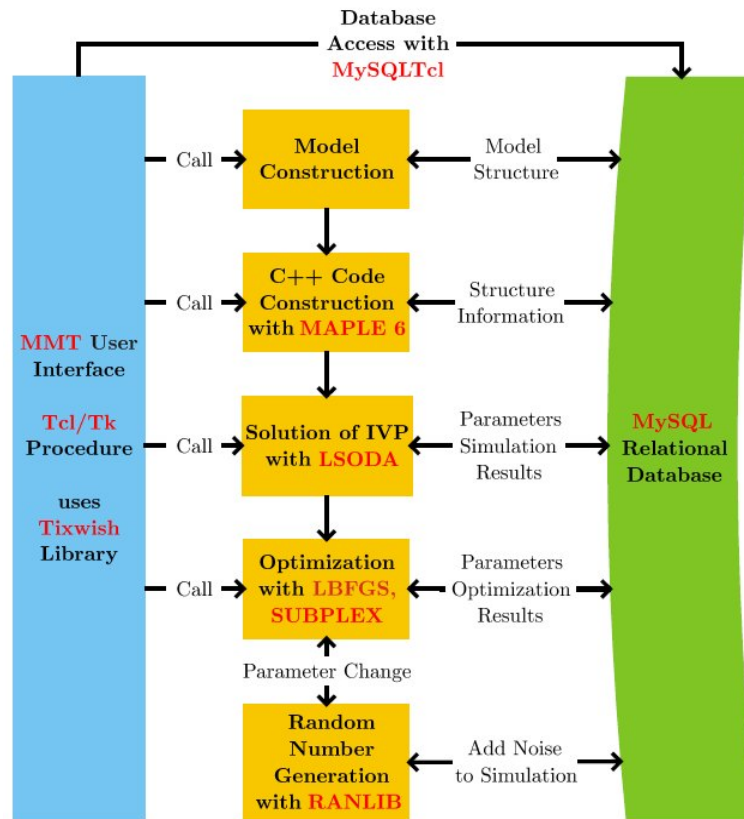 Database
Access with
MySQLTcl
MMT User
Interface
Tcl/Tk
Procedure
uses
Tixwish
Library
Call
Model
Construction
Model
Structure
Call
C++ Code
Construction
with MAPLE 6
Structure
Information
Call
Solution of IVP
with LSODA
Parameters
Simulation
Results
Call
Optimization
with LBFGS,
SUBPLEX
Parameters
Optimization
Results
Parameter Change
Random
Number
Generation
with RANLIB
Add Noise
to Simulation
MySQL
Relational
Database